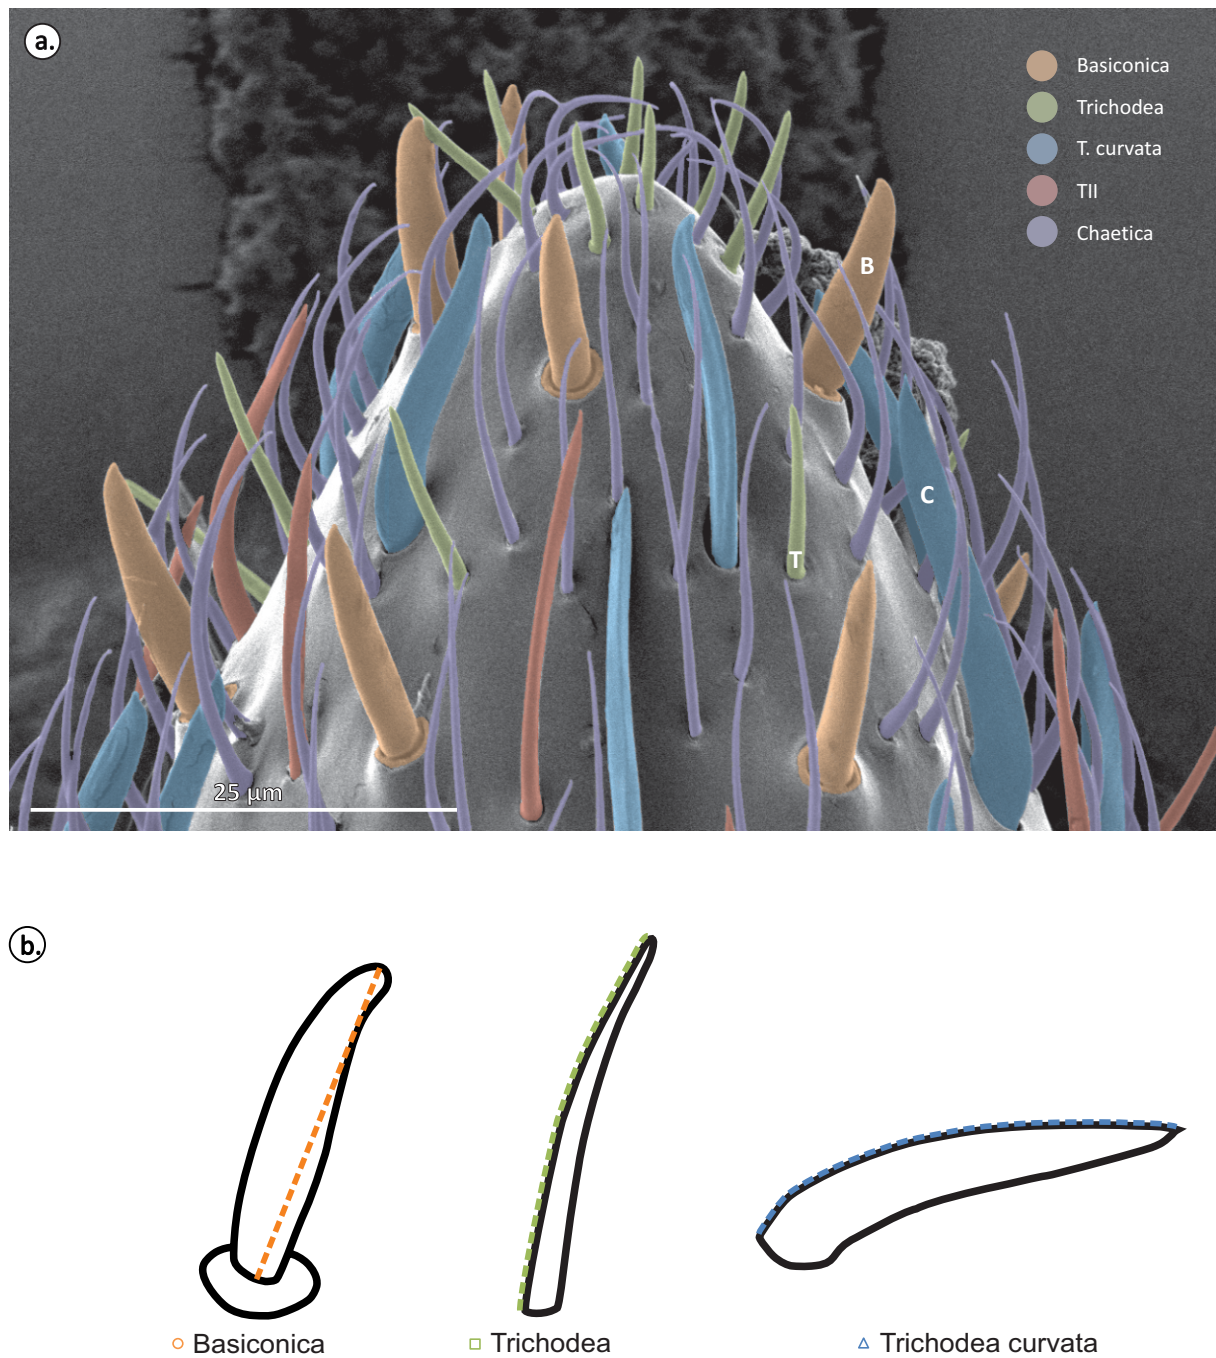 a.
Basiconica
Trichodea
T. curvata
TII
Chaetica
B
C
T
25 µm
b.
Basiconica
Trichodea
Trichodea curvata